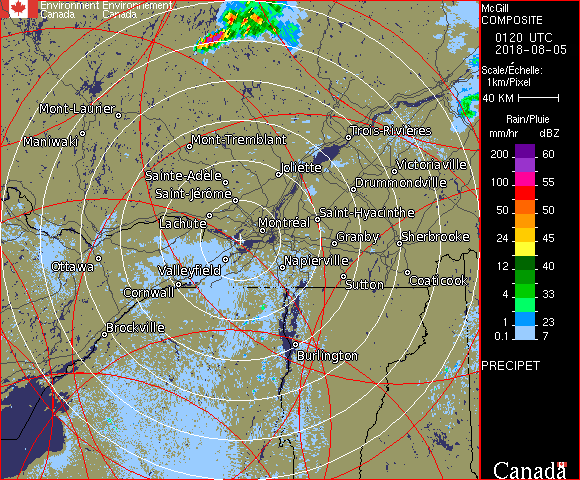 Environment Environnement
Canada Canada
McGill
COMPOSITE
0120 UTC
2018-08-05
Scale/Échelle:
1km/Pixel
40 KM
Rain/Pluie
mm/hr dBZ
200 60
100 55
50 50
24 45
12 40
4 33
1 23
0.1 7
PRECIPET
Canada
Mont-Laurier
Maniwaki
Mont-Tremblant
Trois-Rivières
Joliette
Victoriaville
Sainte-Adèle
Drummondville
Saint-Jérôme
Saint-Hyacinthe
Lachute
Montréal
Granby
Sherbrooke
Ottawa
Valleyfield
Napierville
Cornwall
Sutton
Coaticook
Brockville
Burlington